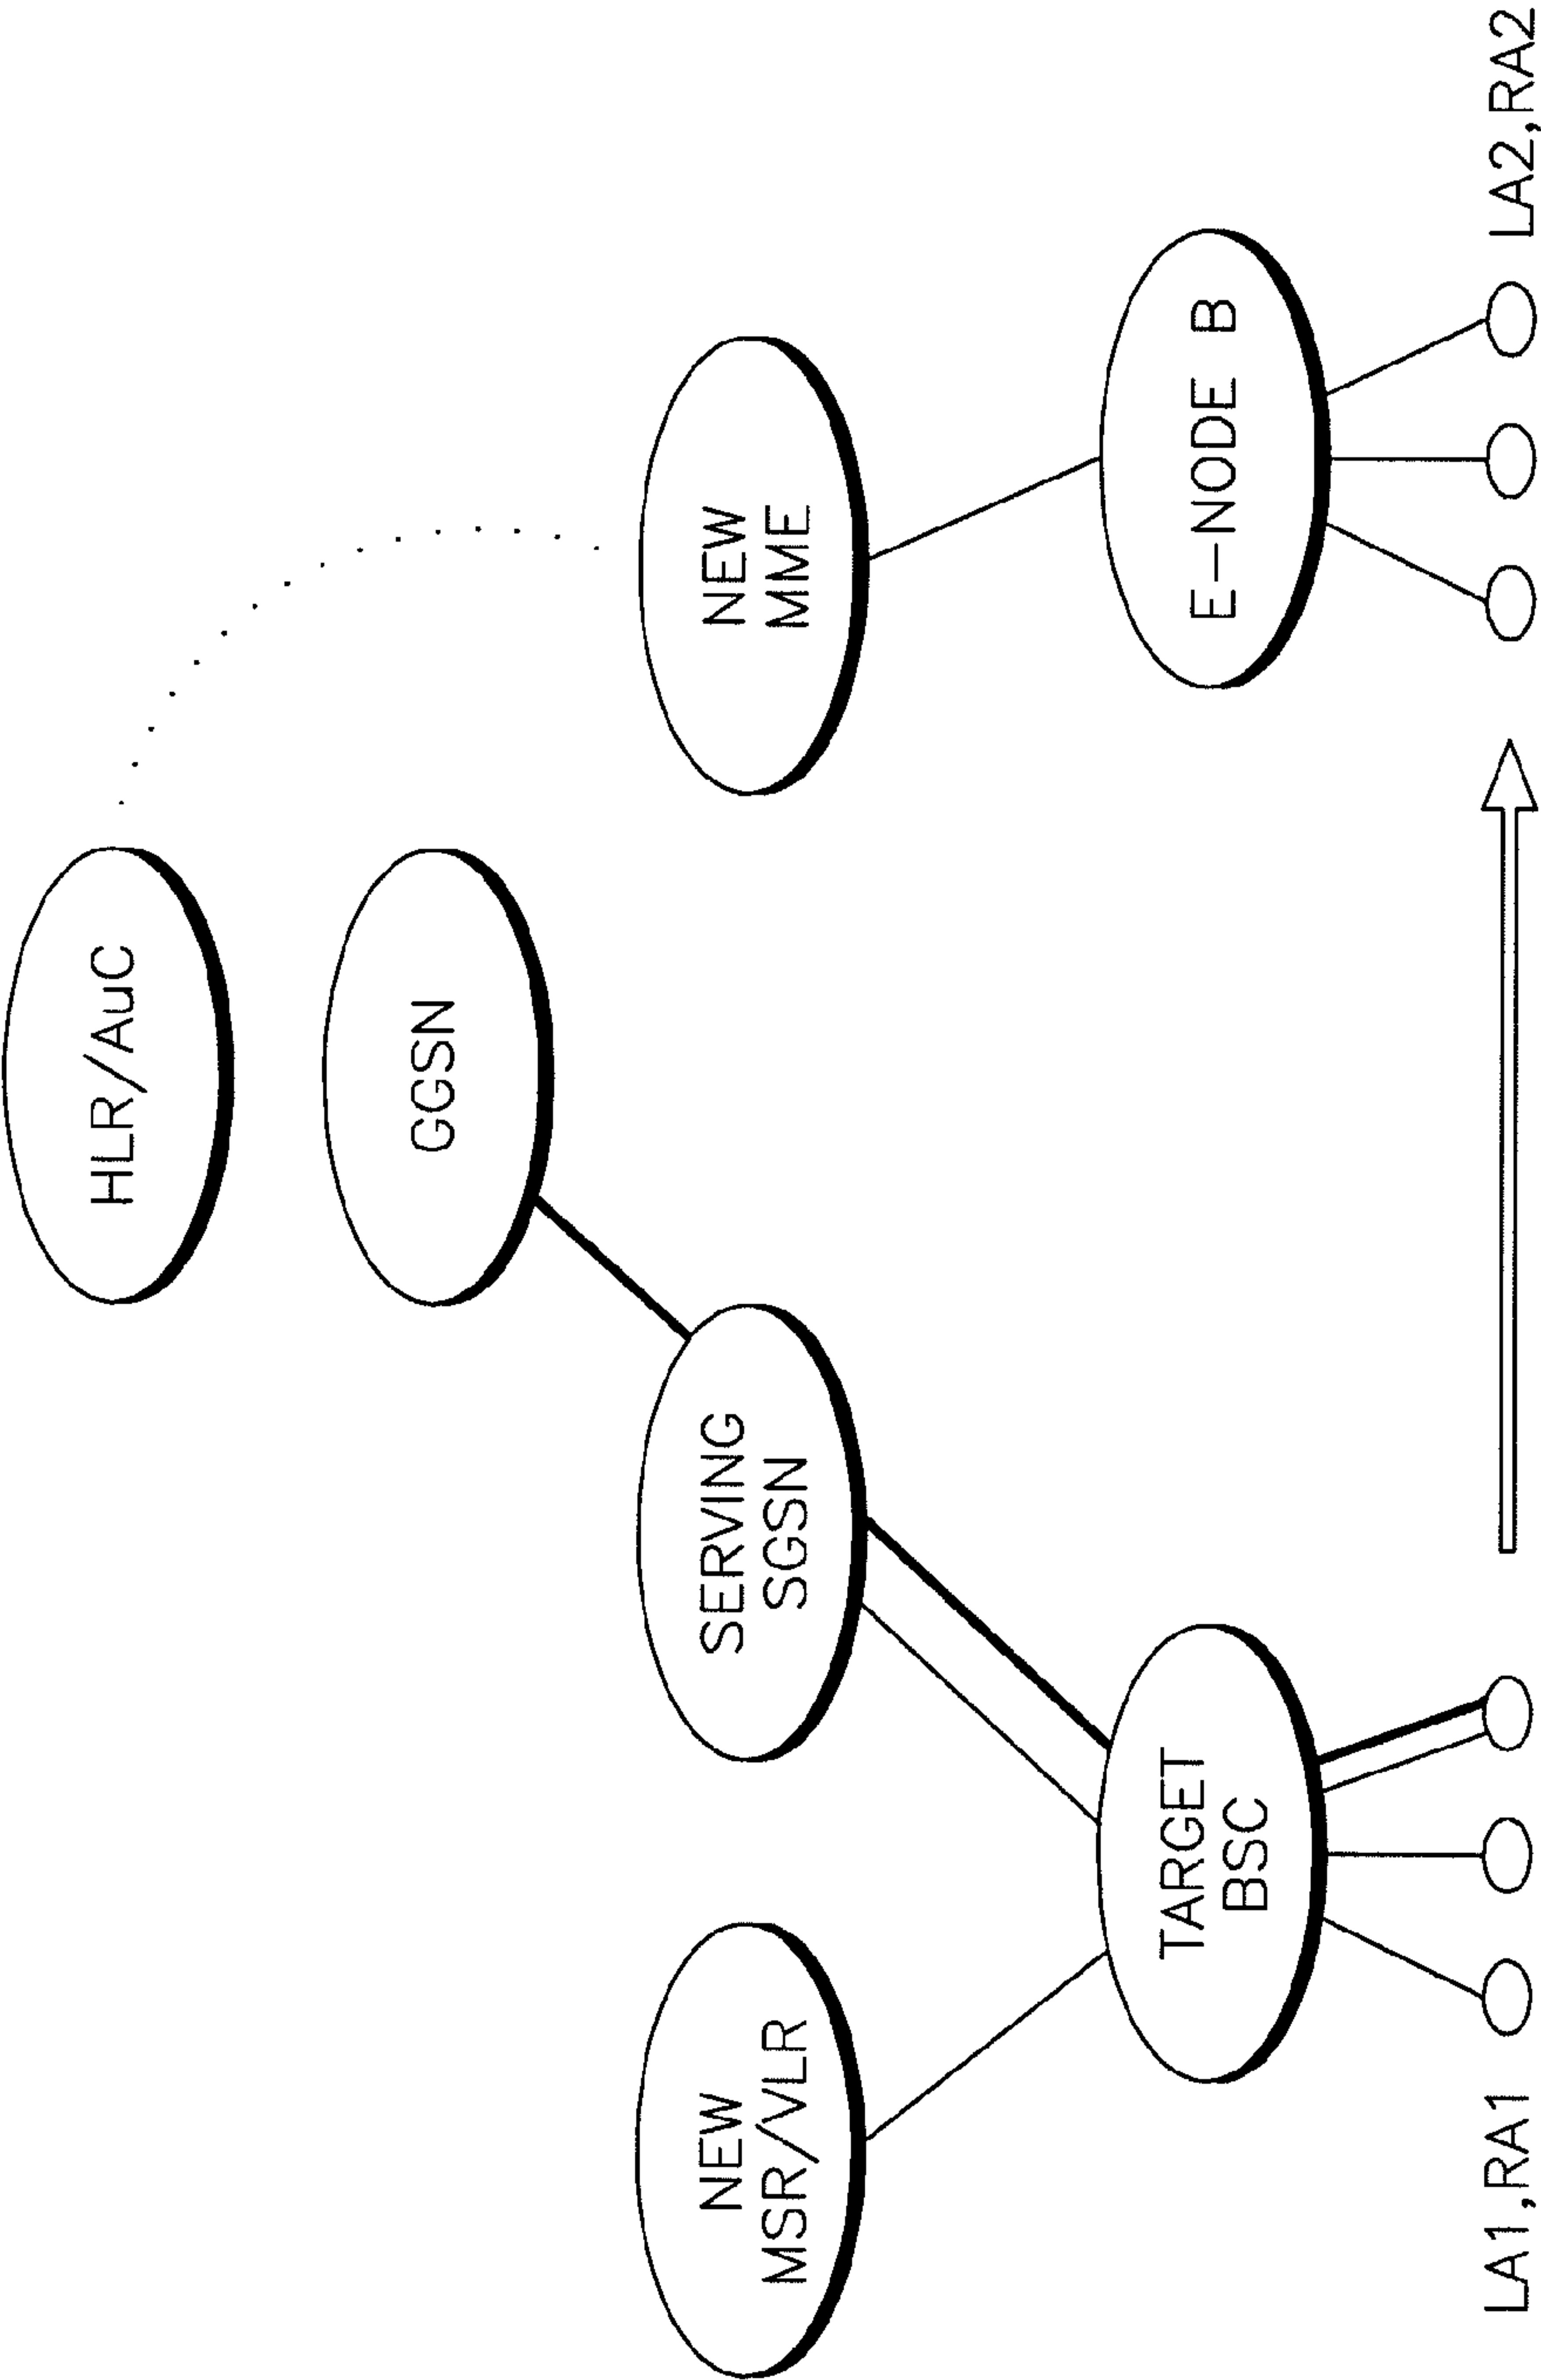 HLR/AuC
GGSN
NEW
MSR/VLR
SERVING
SGSN
NEW
MME
TARGET
BSC
E-NODE B
LA1,RA1
LA2,RA2